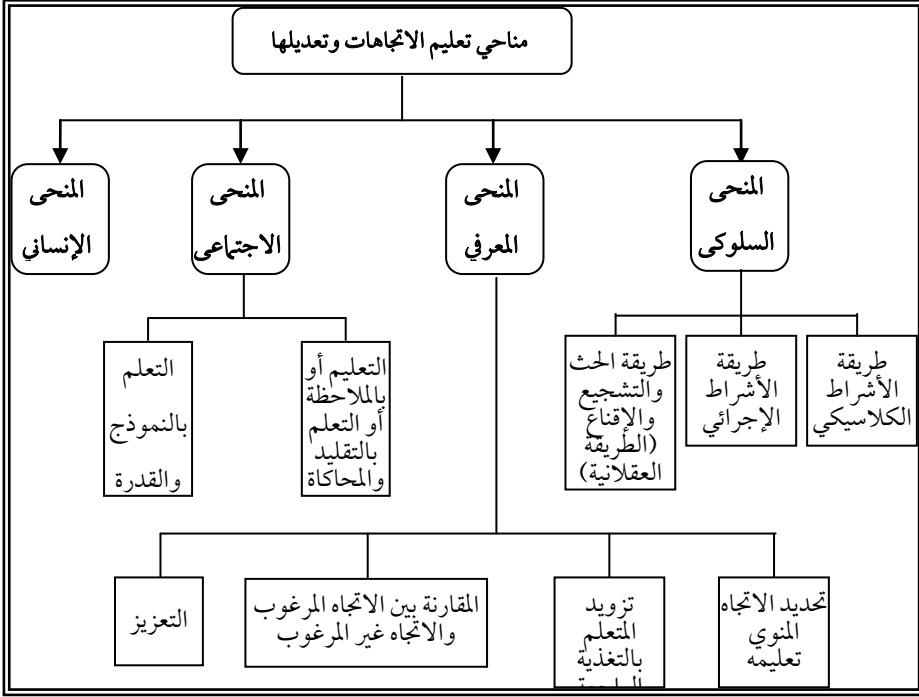 مناحي تعليم الاتجاهات وتعديلها
المنحى
السلوكى
المنحى
المعرفي
المنحى
الاجتماعى
المنحى
الإنساني
طريقة
الأشراط
الكلاسيكي
طريقة
الأشراط
الإجرائي
طريقة الحث
والتشجيع
والإقناع
(الطريقة
العقلانية)
التعليم أو
بالملاحظة
أو التعلم
بالتقليد
والمحاكاة
التعلم
بالنموذج
والقدرة
تحديد الاتجاه
المنوي
تعليمه
تزويد
المتعلم
بالتغذية
المقارنة بين الاتجاه المرغوب
والاتجاه غير المرغوب
التعزيز